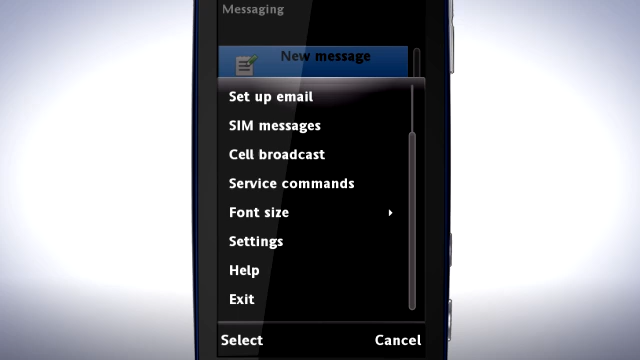 Messaging
New message
Set up email
SIM messages
Cell broadcast
Service commands
Font size
Settings
Help
Exit
Select
Cancel